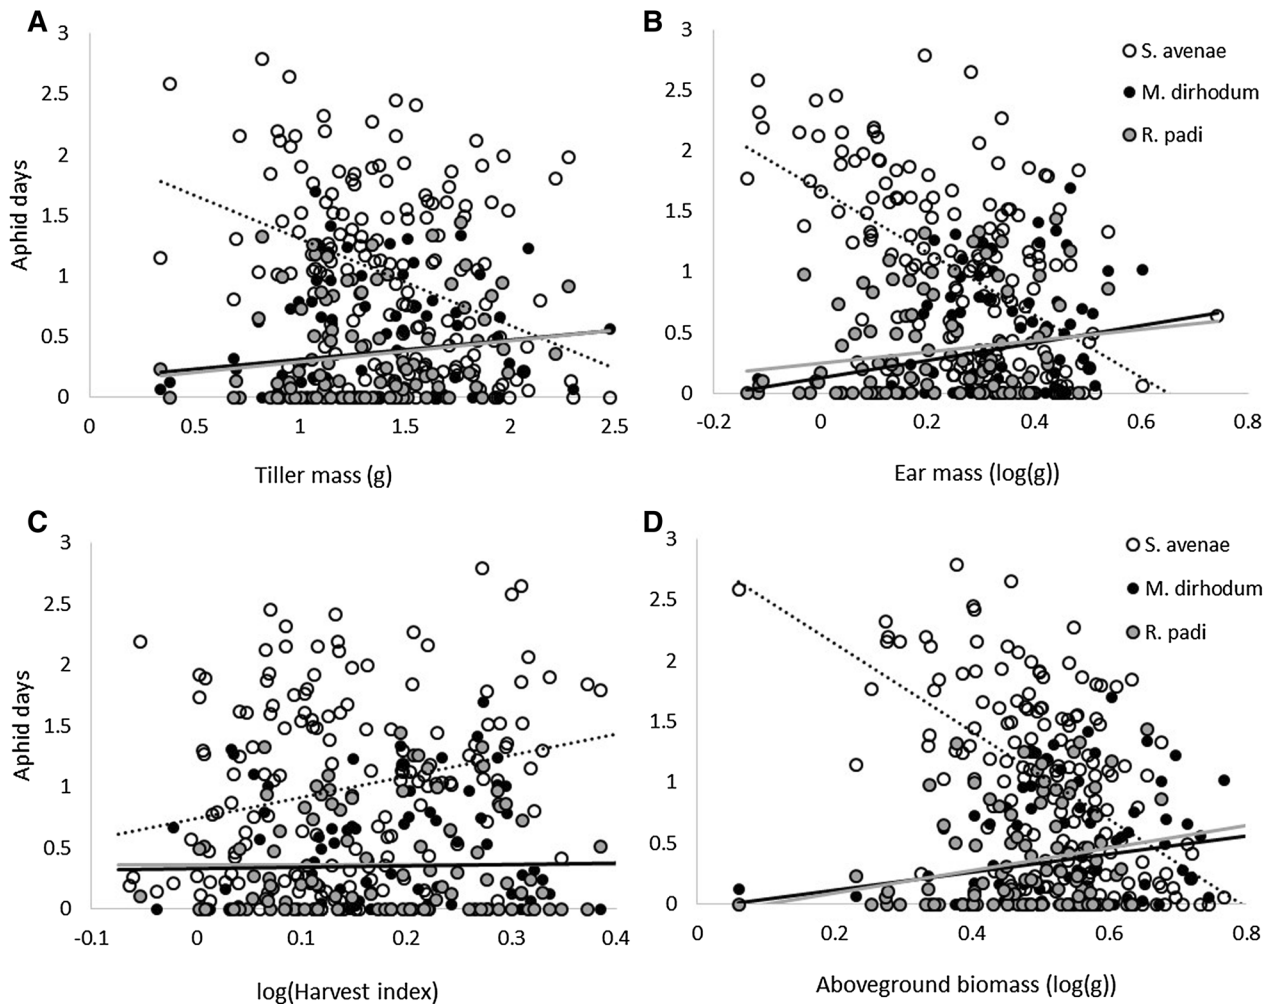 A
3
2.5
2
1.5
1
0.5
0
0 0.5 1 1.5 2 2.5
Aphid days
Tiller mass (g)
B
3
2.5
2
1.5
1
0.5
0
-0.2 0 0.2 0.4 0.6 0.8
Ear mass (log(g))
S. avenae
M. dirhodum
R. padi
C
3
2.5
2
1.5
1
0.5
0
-0.1 0 0.1 0.2 0.3 0.4
Aphid days
log(Harvest index)
D
3
2.5
2
1.5
1
0.5
0
0 0.2 0.4 0.6 0.8
Aboveground biomass (log(g))
S. avenae
M. dirhodum
R. padi